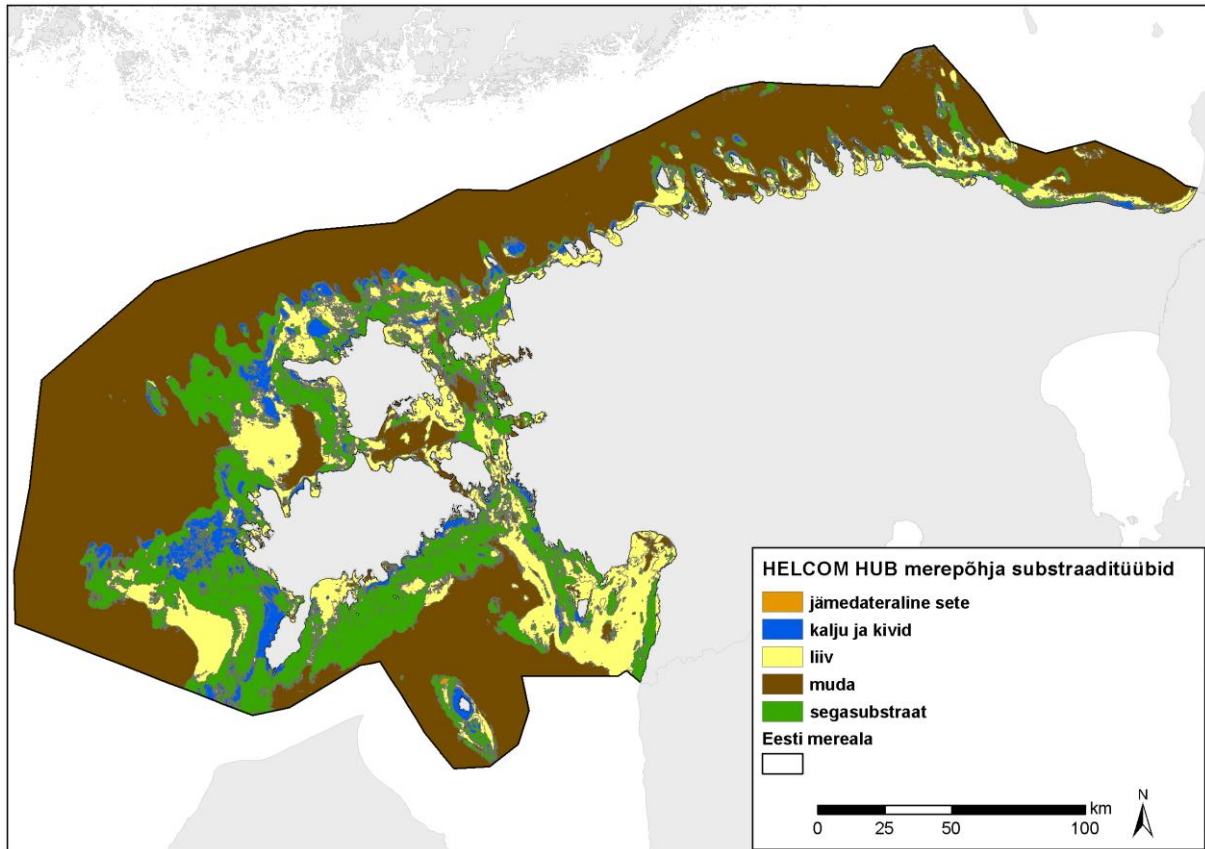 HELCOM HUB merepõhja substraaditüübid
jämedateraline sete
kalju ja kivid
liiv
muda
segasubstraat
Eesti mereala
km
0 25 50 100
N